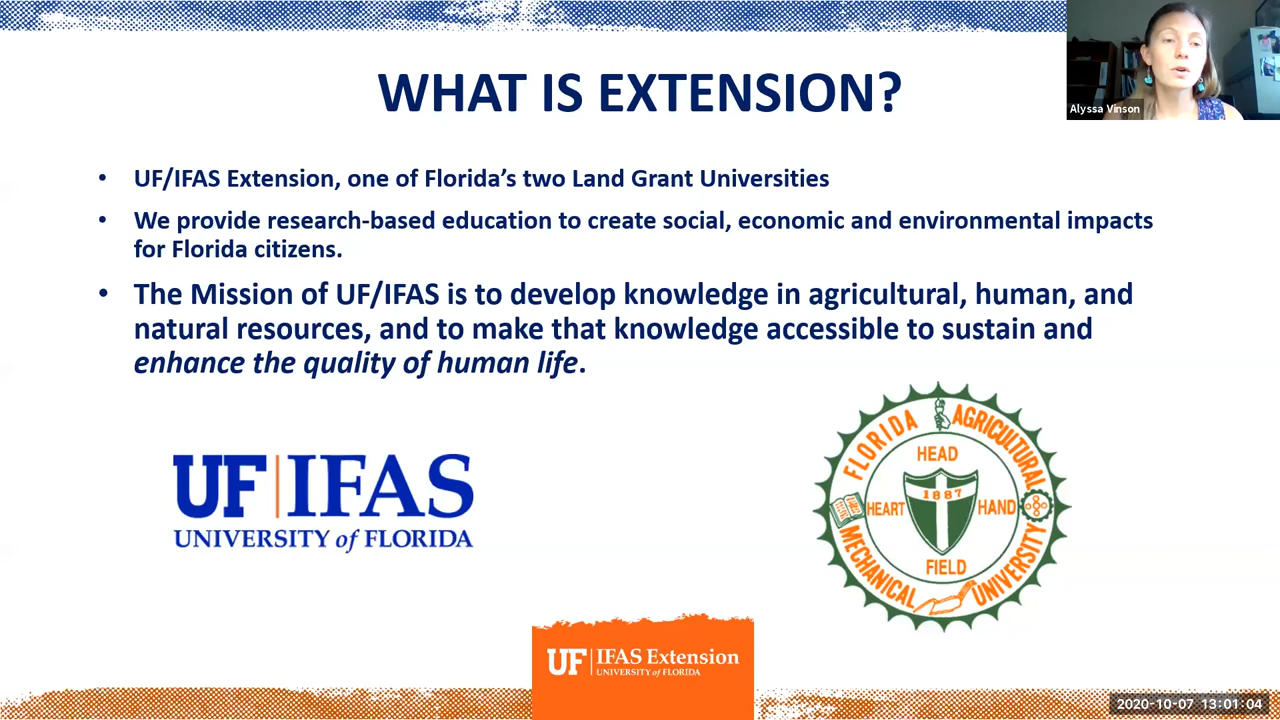 WHAT IS EXTENSION?
Alyssa Vinson
• UF/IFAS Extension, one of Florida's two Land Grant Universities
• We provide research-based education to create social, economic and environmental impacts
for Florida citizens.
• The Mission of UF/IFAS is to develop knowledge in agricultural, human, and
natural resources, and to make that knowledge accessible to sustain and
enhance the quality of human life.
UF|IFAS
UNIVERSITY of FLORIDA
FLORIDA AGRICULTURAL
MECHANICAL UNIVERSITY
HEAD
1887
HEART
HAND
FIELD
UF|IFAS Extension
UNIVERSITY of FLORIDA
2020-10-07 13:01:04